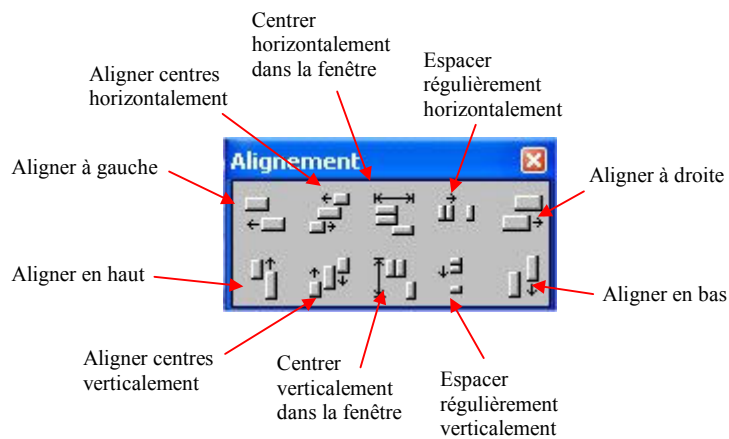 Centrer
horizontalement
dans la fenêtre
Espacer
régulièrement
horizontalement
Aligner centres
horizontalement
Alignement
Aligner à gauche
Aligner à droite
Aligner en haut
Aligner en bas
Aligner centres
verticalement
Centrer
verticalement
dans la fenêtre
Espacer
régulièrement
verticalement